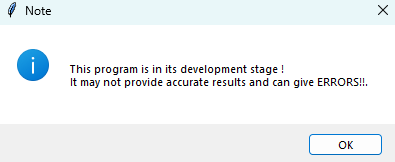 Note
This program is in its development stage !
It may not provide accurate results and can give ERRORS!!.
OK